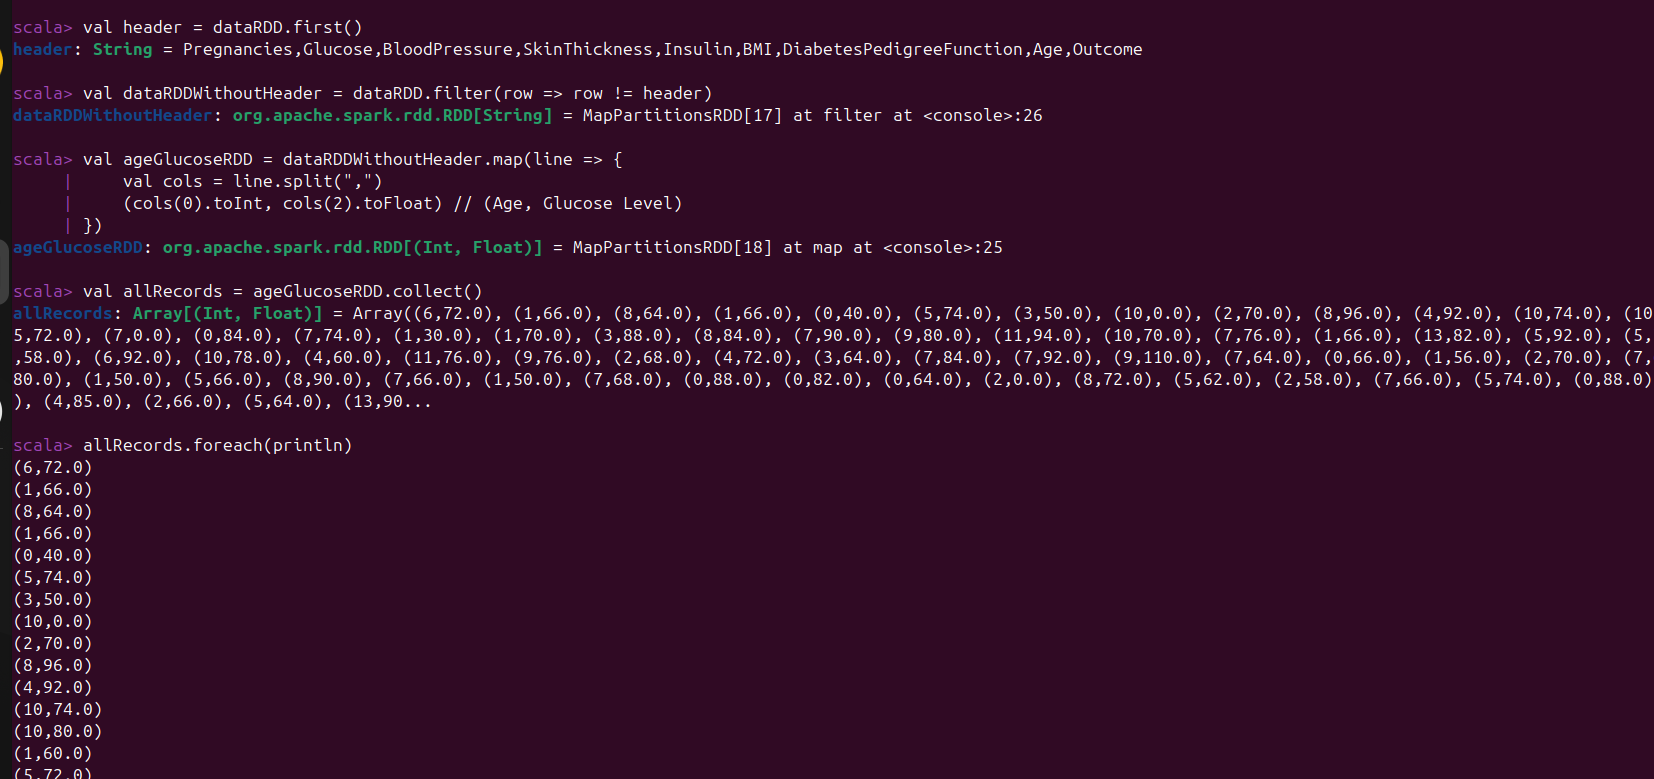 scala> val header = dataRDD.first()
header: String = Pregnancies,Glucose,BloodPressure,SkinThickness,Insulin,BMI,DiabetesPedigreeFunction,Age,Outcome
scala> val dataRDDWithoutHeader = dataRDD.filter(row => row != header)
dataRDDWithoutHeader: org.apache.spark.rdd.RDD[String] = MapPartitionsRDD[17] at filter at <console>:26
scala> val ageGlucoseRDD = dataRDDWithoutHeader.map(line => {
     |     val cols = line.split(",")
     |     (cols(0).toInt, cols(2).toFloat) // (Age, Glucose Level)
     | })
ageGlucoseRDD: org.apache.spark.rdd.RDD[(Int, Float)] = MapPartitionsRDD[18] at map at <console>:25
scala> val allRecords = ageGlucoseRDD.collect()
allRecords: Array[(Int, Float)] = Array((6,72.0), (1,66.0), (8,64.0), (1,66.0), (0,40.0), (5,74.0), (3,50.0), (10,0.0), (2,70.0), (8,96.0), (4,92.0), (10,74.0), (10
5,72.0), (7,0.0), (0,84.0), (7,74.0), (1,30.0), (1,70.0), (3,88.0), (8,84.0), (7,90.0), (9,80.0), (11,94.0), (10,70.0), (7,76.0), (1,66.0), (13,82.0), (5,92.0), (5,
,58.0), (6,92.0), (10,78.0), (4,60.0), (11,76.0), (9,76.0), (2,68.0), (4,72.0), (3,64.0), (7,84.0), (7,92.0), (9,110.0), (7,64.0), (0,66.0), (1,56.0), (2,70.0), (7,
80.0), (1,50.0), (5,66.0), (8,90.0), (7,66.0), (1,50.0), (7,68.0), (0,88.0), (0,82.0), (0,64.0), (2,0.0), (8,72.0), (5,62.0), (2,58.0), (7,66.0), (5,74.0), (0,88.0)
), (4,85.0), (2,66.0), (5,64.0), (13,90...
scala> allRecords.foreach(println)
(6,72.0)
(1,66.0)
(8,64.0)
(1,66.0)
(0,40.0)
(5,74.0)
(3,50.0)
(10,0.0)
(2,70.0)
(8,96.0)
(4,92.0)
(10,74.0)
(10,80.0)
(1,60.0)
(5,72.0)